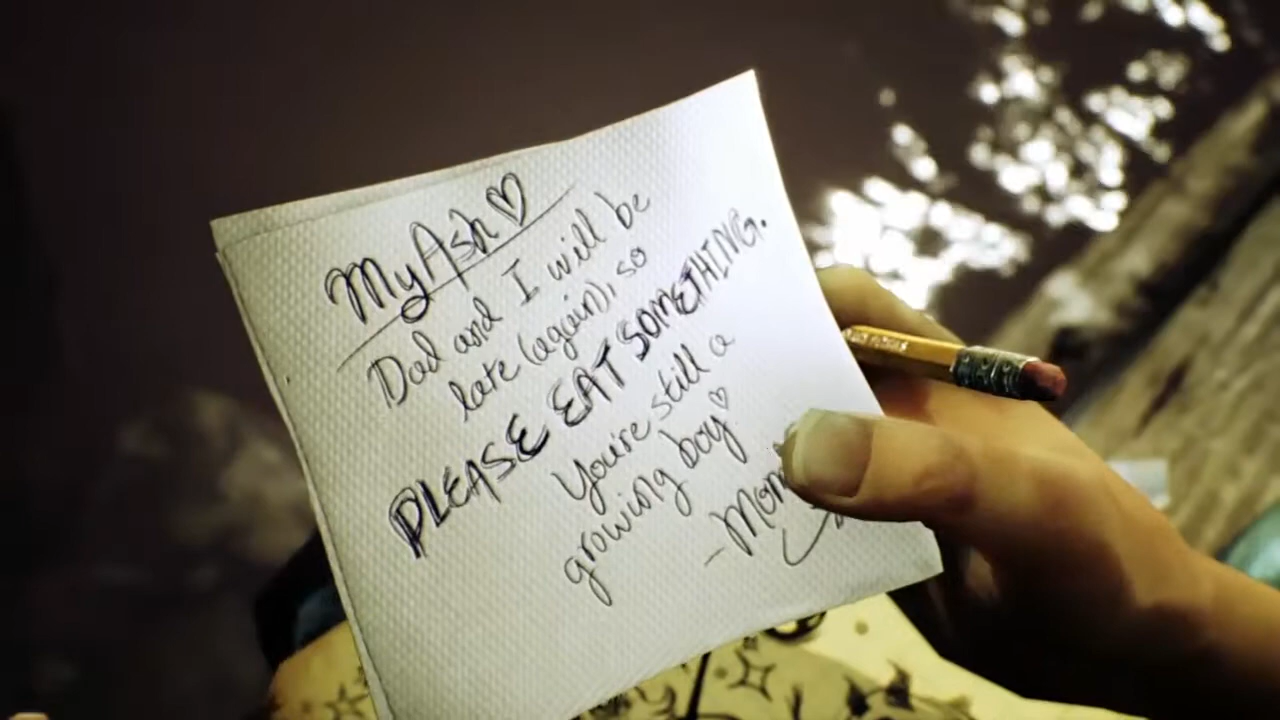 My Ash ♡
Dad and I will be
late (again), so
PLEASE EAT SOMETHING.
You're still a
growing boy ♡
-Mom